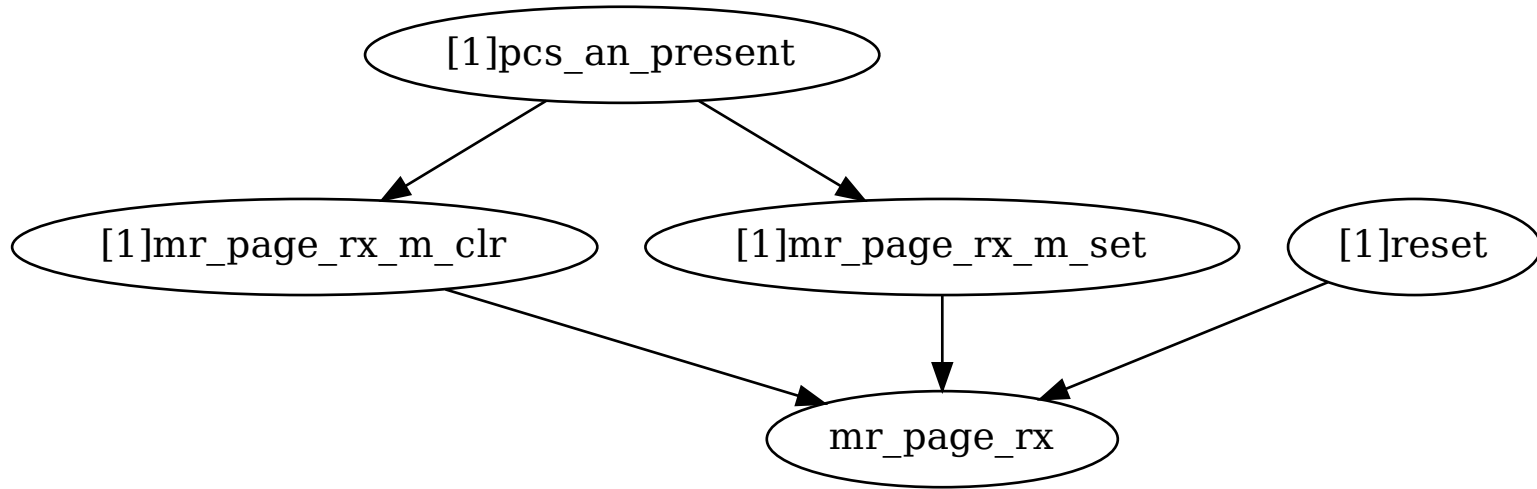 [1]pcs_an_present
[1]mr_page_rx_m_clr
[1]mr_page_rx_m_set
[1]reset
mr_page_rx